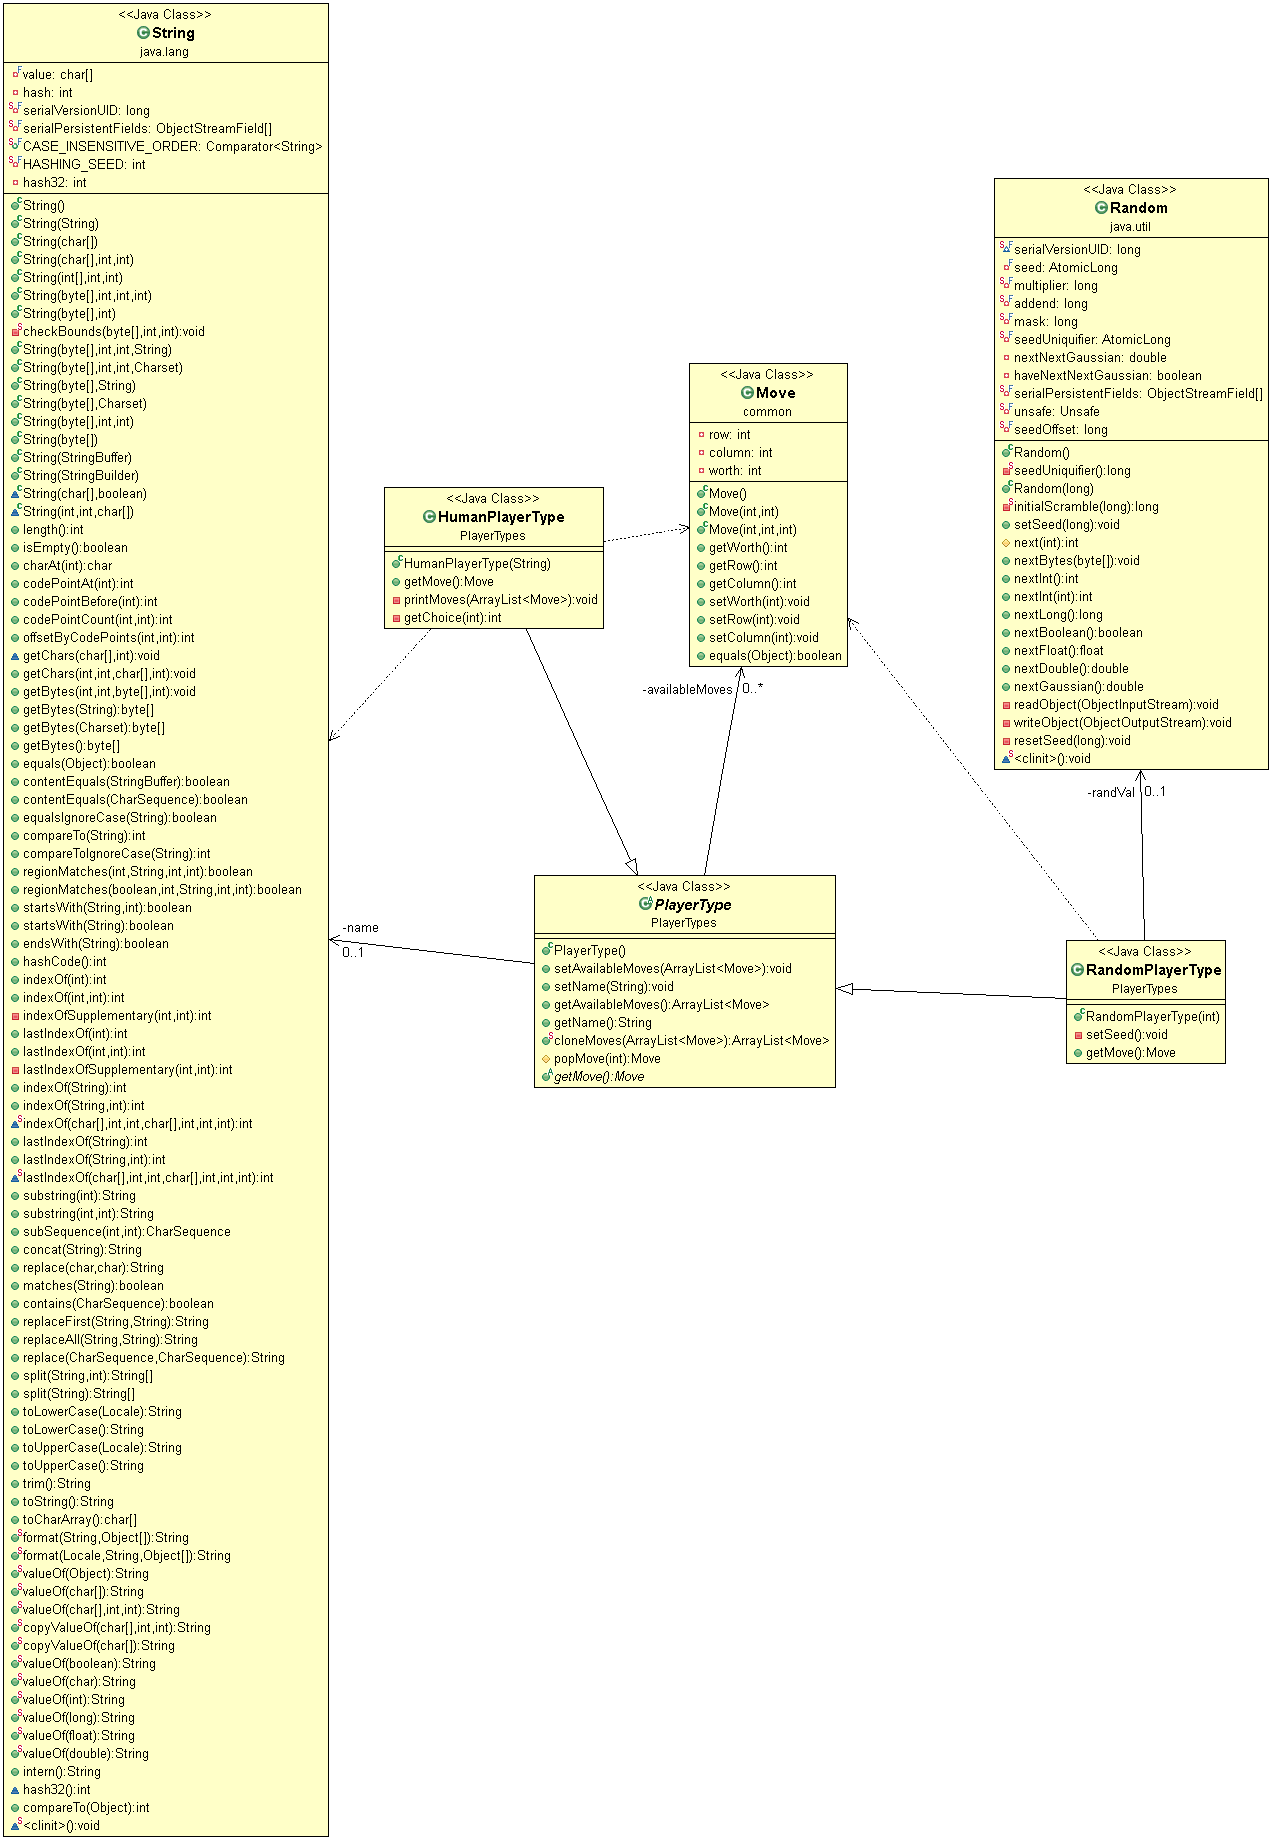 <<Java Class>>
String
java.lang
value: char[]
hash: int
serialVersionUID: long
serialPersistentFields: ObjectStreamField[]
CASE_INSENSITIVE_ORDER: Comparator<String>
HASHING_SEED: int
hash32: int
String()
String(String)
String(char[])
String(char[],int,int)
String(int[],int,int)
String(byte[],int,int,int)
String(byte[],int)
checkBounds(byte[],int,int):void
String(byte[],int,int,String)
String(byte[],int,int,Charset)
String(byte[],String)
String(byte[],Charset)
String(byte[],int,int)
String(byte[])
String(StringBuffer)
String(StringBuilder)
String(char[],boolean)
String(int,int,char[])
length():int
isEmpty():boolean
charAt(int):char
codePointAt(int):int
codePointBefore(int):int
codePointCount(int,int):int
offsetByCodePoints(int,int):int
getChars(char[],int):void
getChars(int,int,char[],int):void
getBytes(int,int,byte[],int):void
getBytes(String):byte[]
getBytes(Charset):byte[]
getBytes():byte[]
equals(Object):boolean
contentEquals(StringBuffer):boolean
contentEquals(CharSequence):boolean
equalsIgnoreCase(String):boolean
compareTo(String):int
compareToIgnoreCase(String):int
regionMatches(int,String,int,int):boolean
regionMatches(boolean,int,String,int,int):boolean
startsWith(String,int):boolean
startsWith(String):boolean
endsWith(String):boolean
hashCode():int
indexOf(int):int
indexOf(int,int):int
indexOfSupplementary(int,int):int
lastIndexOf(int):int
lastIndexOf(int,int):int
lastIndexOfSupplementary(int,int):int
indexOf(String):int
indexOf(String,int):int
indexOf(char[],int,int,char[],int,int,int):int
lastIndexOf(String):int
lastIndexOf(String,int):int
lastIndexOf(char[],int,int,char[],int,int,int):int
substring(int):String
substring(int,int):String
subSequence(int,int):CharSequence
concat(String):String
replace(char,char):String
matches(String):boolean
contains(CharSequence):boolean
replaceFirst(String,String):String
replaceAll(String,String):String
replace(CharSequence,CharSequence):String
split(String,int):String[]
split(String):String[]
toLowerCase(Locale):String
toLowerCase():String
toUpperCase(Locale):String
toUpperCase():String
trim():String
toString():String
toCharArray():char[]
format(String,Object[]):String
format(Locale,String,Object[]):String
valueOf(Object):String
valueOf(char[]):String
valueOf(char[],int,int):String
copyValueOf(char[],int,int):String
copyValueOf(char[]):String
valueOf(boolean):String
valueOf(char):String
valueOf(int):String
valueOf(long):String
valueOf(float):String
valueOf(double):String
intern():String
hash32():int
compareTo(Object):int
<clinit>():void
<<Java Class>>
HumanPlayerType
PlayerTypes
HumanPlayerType(String)
getMove():Move
printMoves(ArrayList<Move>):void
getChoice(int):int
<<Java Class>>
Move
common
row: int
column: int
worth: int
Move()
Move(int,int)
Move(int,int,int)
getWorth():int
getRow():int
getColumn():int
setWorth(int):void
setRow(int):void
setColumn(int):void
equals(Object):boolean
-availableMoves 0..*
<<Java Class>>
Random
java.util
serialVersionUID: long
seed: AtomicLong
multiplier: long
addend: long
mask: long
seedUniquifier: AtomicLong
nextNextGaussian: double
haveNextNextGaussian: boolean
serialPersistentFields: ObjectStreamField[]
unsafe: Unsafe
seedOffset: long
Random()
seedUniquifier():long
Random(long)
initialScramble(long):long
setSeed(long):void
next(int):int
nextBytes(byte[]):void
nextInt():int
nextInt(int):int
nextLong():long
nextBoolean():boolean
nextFloat():float
nextDouble():double
nextGaussian():double
readObject(ObjectInputStream):void
writeObject(ObjectOutputStream):void
resetSeed(long):void
<clinit>():void
-randVal 0..1
<<Java Class>>
PlayerType
PlayerTypes
PlayerType()
setAvailableMoves(ArrayList<Move>):void
setName(String):void
getAvailableMoves():ArrayList<Move>
getName():String
cloneMoves(ArrayList<Move>):ArrayList<Move>
popMove(int):Move
getMove():Move
-name
0..1
<<Java Class>>
RandomPlayerType
PlayerTypes
RandomPlayerType(int)
setSeed():void
getMove():Move